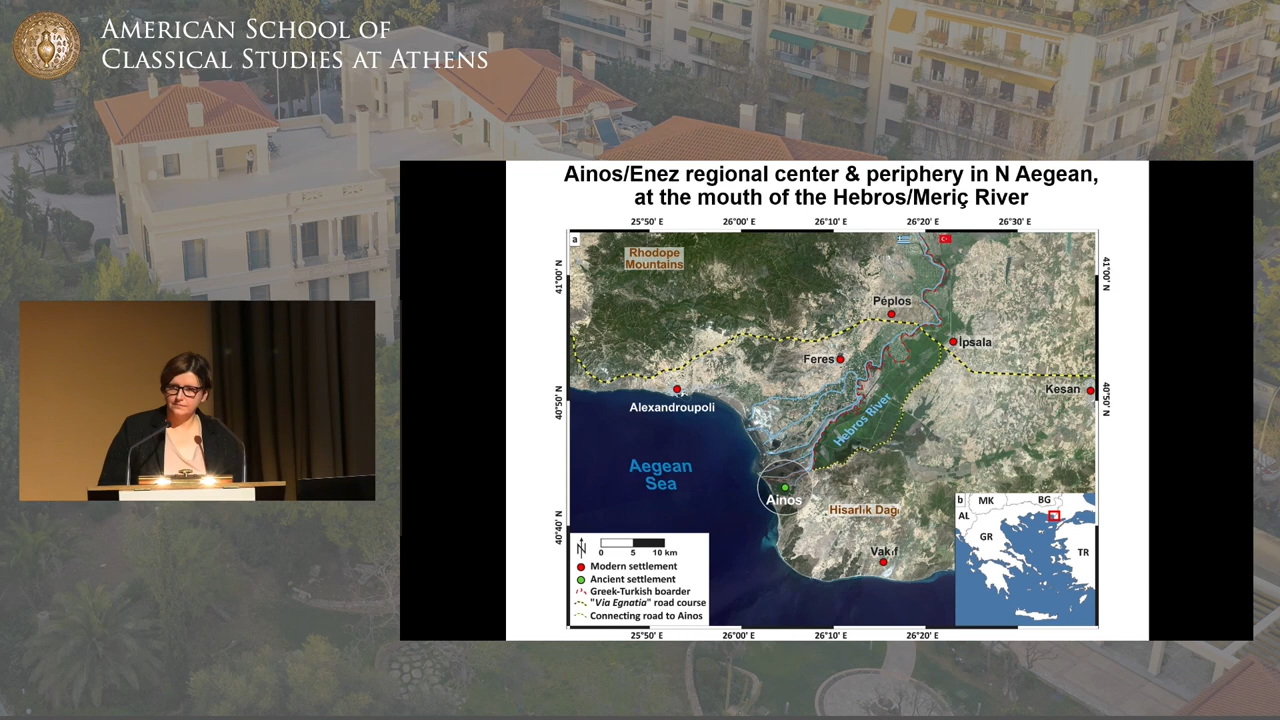 AMERICAN SCHOOL OF
CLASSICAL STUDIES AT ATHENS
Ainos/Enez regional center & periphery in N Aegean,
at the mouth of the Hebros/Meriç River
25°50' E 26°00' E 26°10' E 26°20' E 26°30' E
a
Rhodope
Mountains
41°00' N
41°00' N
Péplos
İpsala
Feres
Kesan
40°50' N
40°50' N
Alexandroupoli
Hebros River
Aegean
Sea
Ainos
Hisarlık Dagı
40°40' N
Vakıf
N
0 5 10 km
Modern settlement
Ancient settlement
Greek-Turkish boarder
"Via Egnatia" road course
Connecting road to Ainos
b
MK
BG
AL
GR
TR
25°50' E 26°00' E 26°10' E 26°20' E